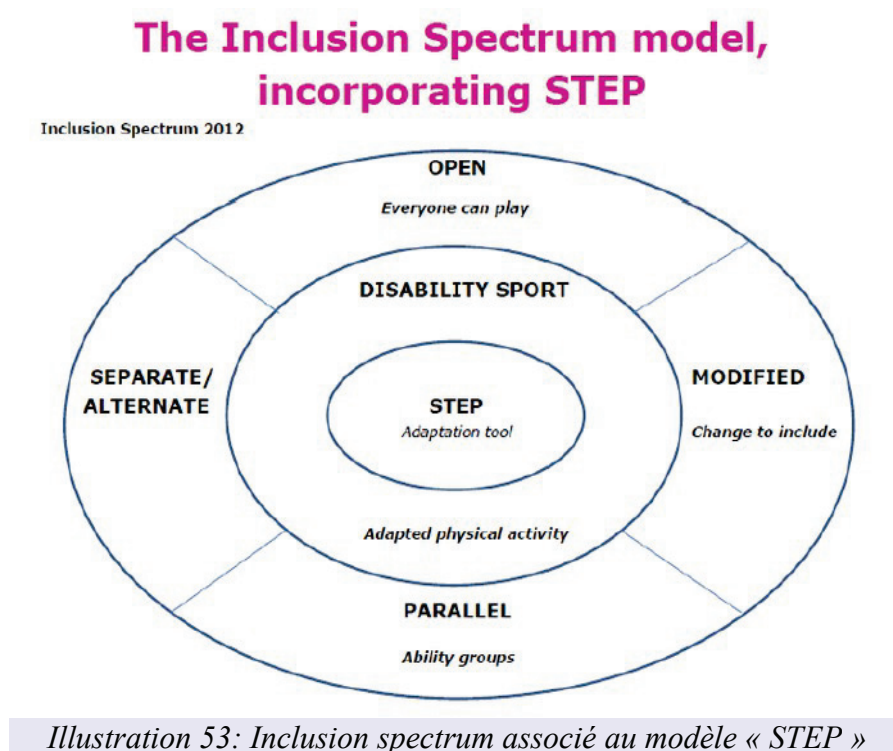 The Inclusion Spectrum model,
incorporating STEP
Inclusion Spectrum 2012
OPEN
Everyone can play
DISABILITY SPORT
SEPARATE/
ALTERNATE
STEP
Adaptation tool
MODIFIED
Change to include
Adapted physical activity
PARALLEL
Ability groups
Illustration 53: Inclusion spectrum associé au modèle « STEP »